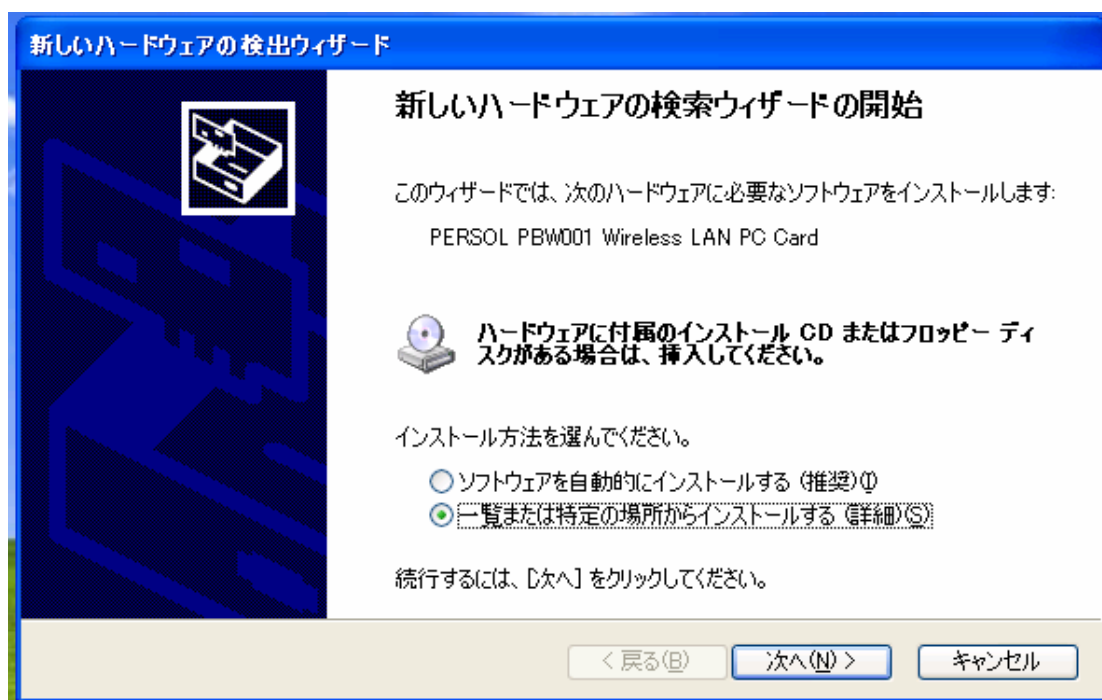 新しいハードウェアの検出ウィザード
新しいハードウェアの検索ウィザードの開始
このウィザードでは、次のハードウェアに必要なソフトウェアをインストールします:
PERSOL PBW001 Wireless LAN PC Card
ハードウェアに付属のインストール CD またはフロッピー ディ
スクがある場合は、挿入してください。
インストール方法を選んでください。
ソフトウェアを自動的にインストールする (推奨)(I)
一覧または特定の場所からインストールする (詳細)(S)
続行するには、[次へ] をクリックしてください。
< 戻る(B)
次へ(N) >
キャンセル